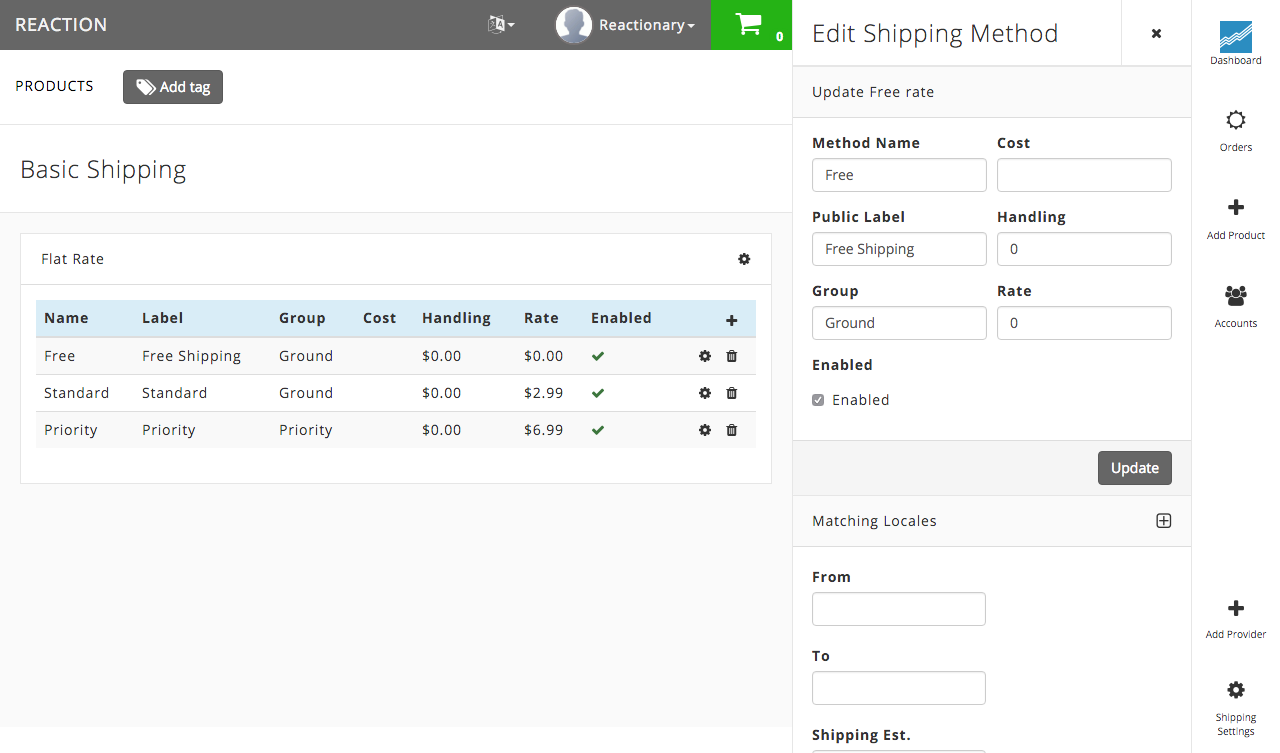 REACTION
Reactionary
0
PRODUCTS
Add tag
Basic Shipping
Flat Rate
Name Label Group Cost Handling Rate Enabled
Free Free Shipping Ground $0.00 $0.00
Standard Standard Ground $0.00 $2.99
Priority Priority Priority $0.00 $6.99
Edit Shipping Method
Update Free rate
Method Name Cost
Free
Public Label Handling
Free Shipping 0
Group Rate
Ground 0
Enabled
Enabled
Update
Matching Locales
From
To
Shipping Est.
Dashboard
Orders
Add Product
Accounts
Add Provider
Shipping
Settings